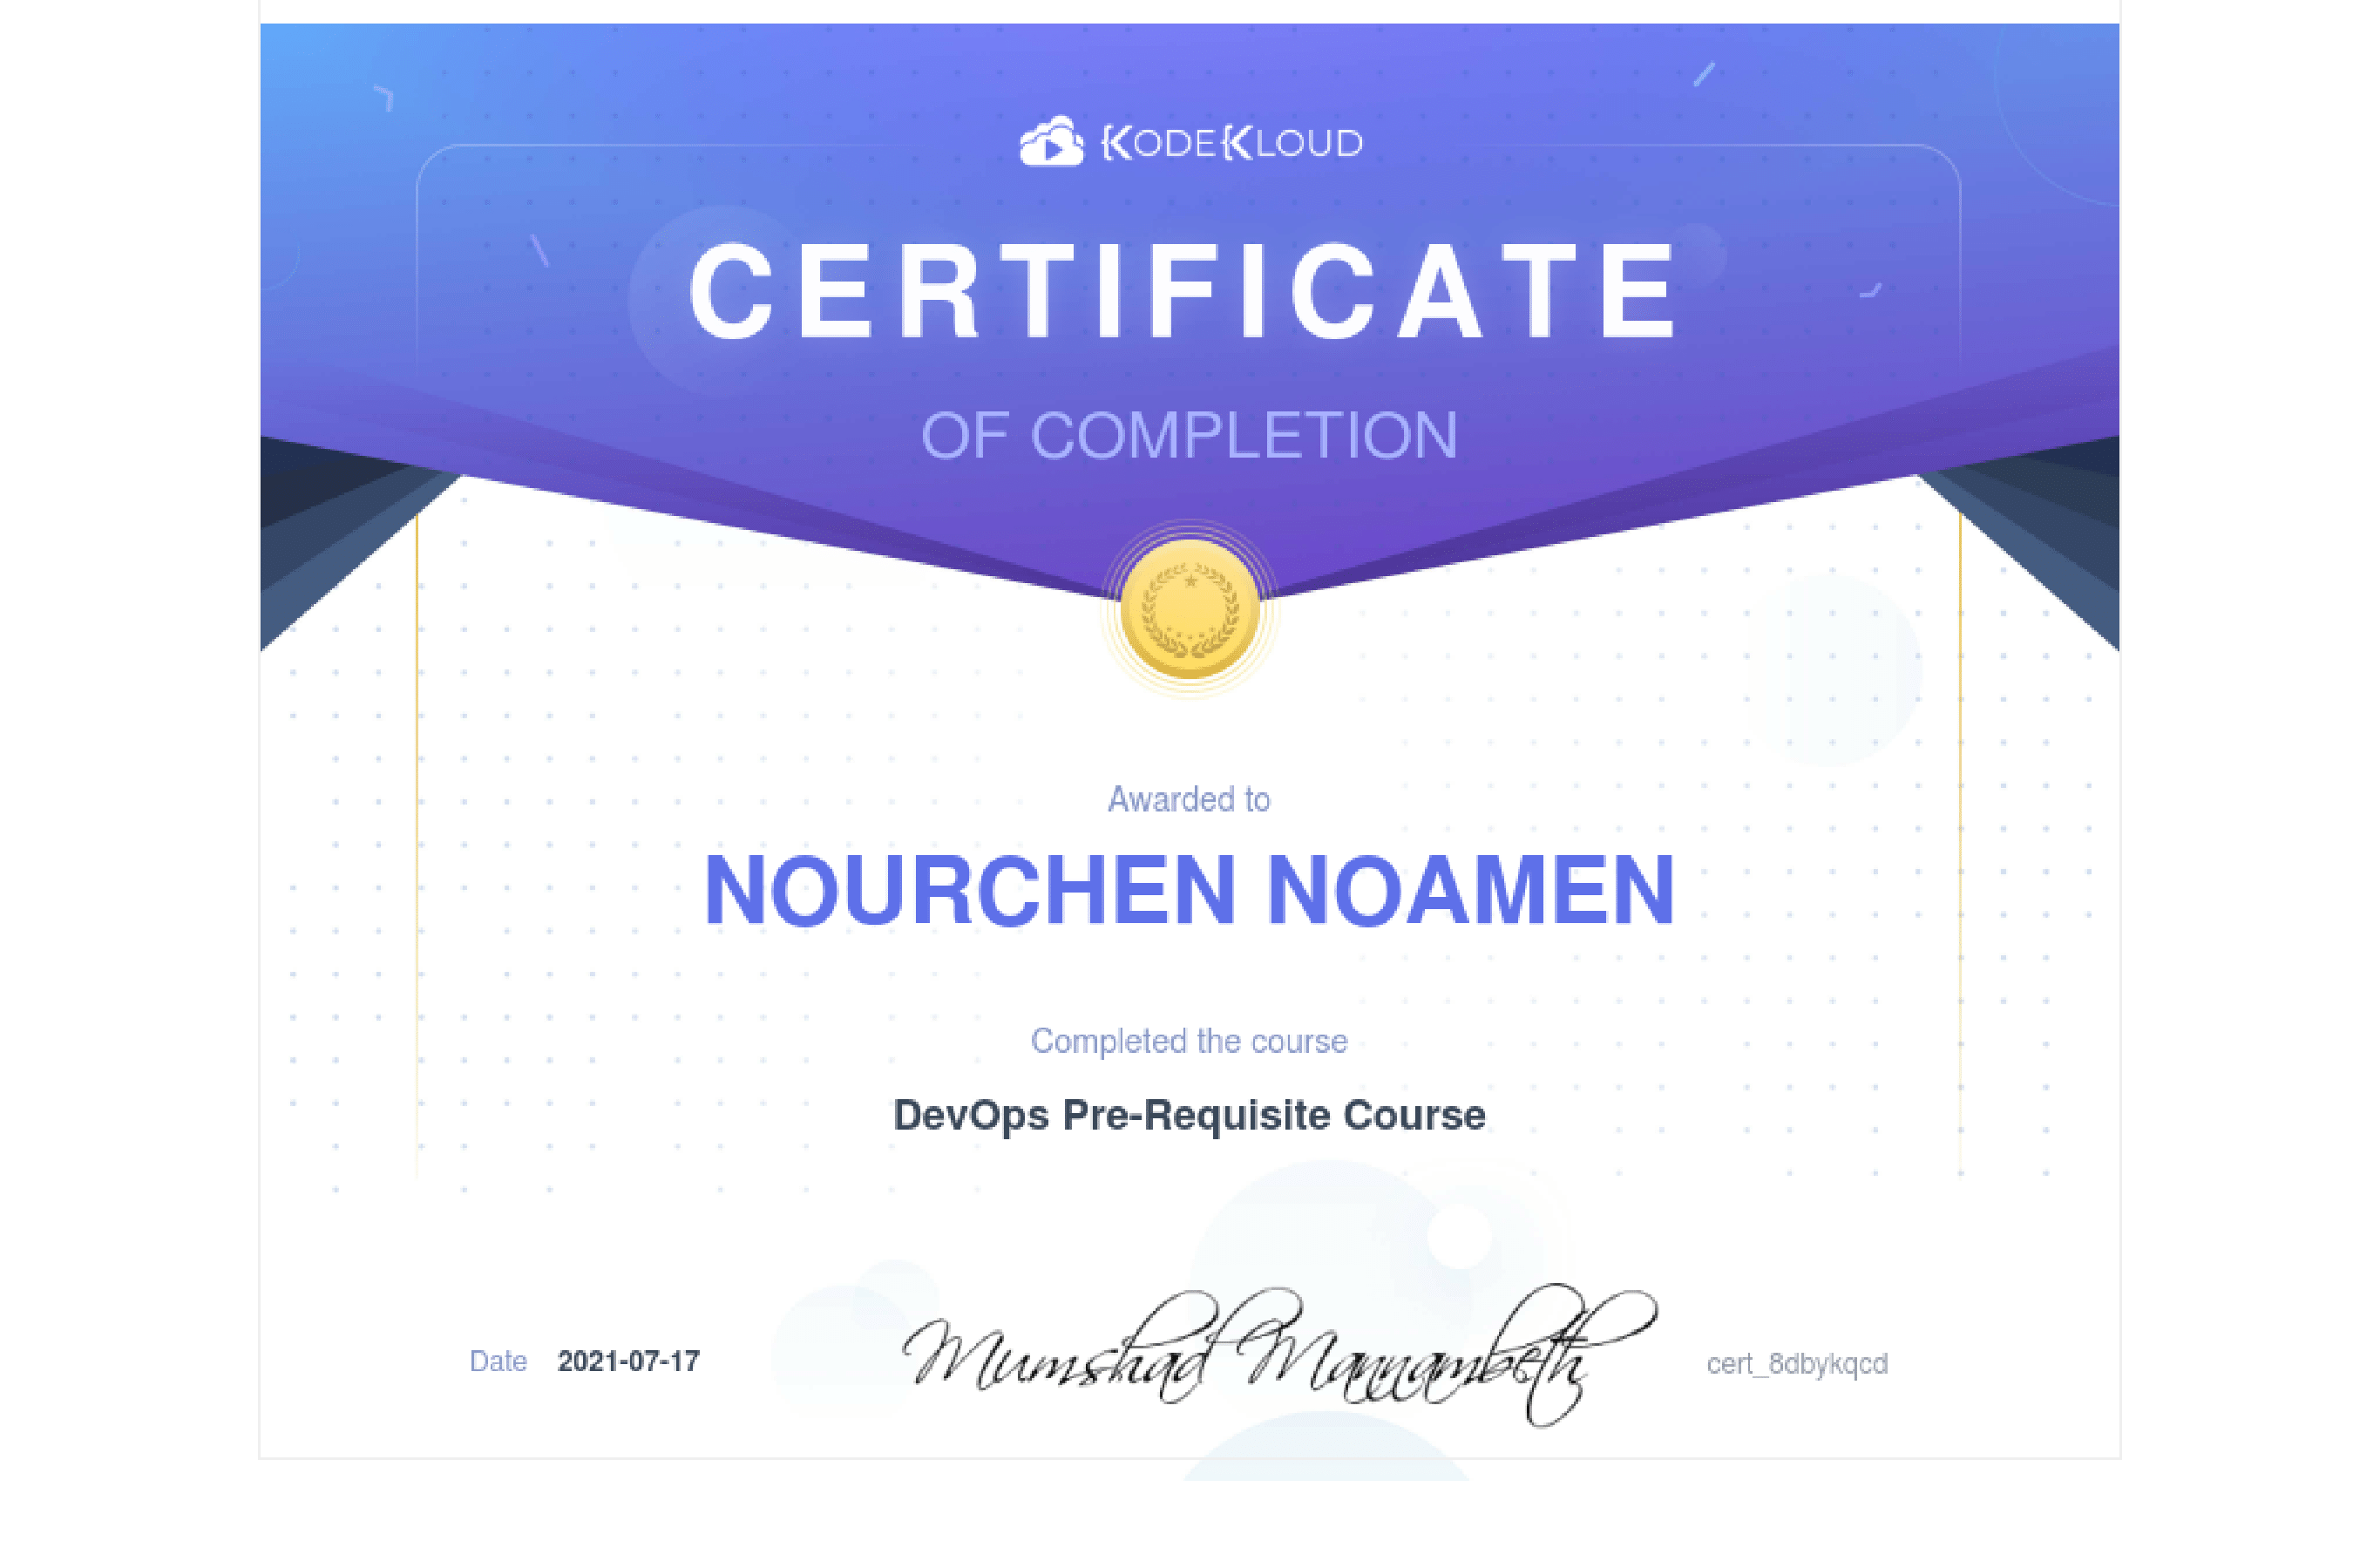 KODEKLOUD
CERTIFICATE
OF COMPLETION
Awarded to
NOURCHEN NOAMEN
Completed the course
DevOps Pre-Requisite Course
Date 2021-07-17
Mumshad Mannambeth
cert_8dbykqcd